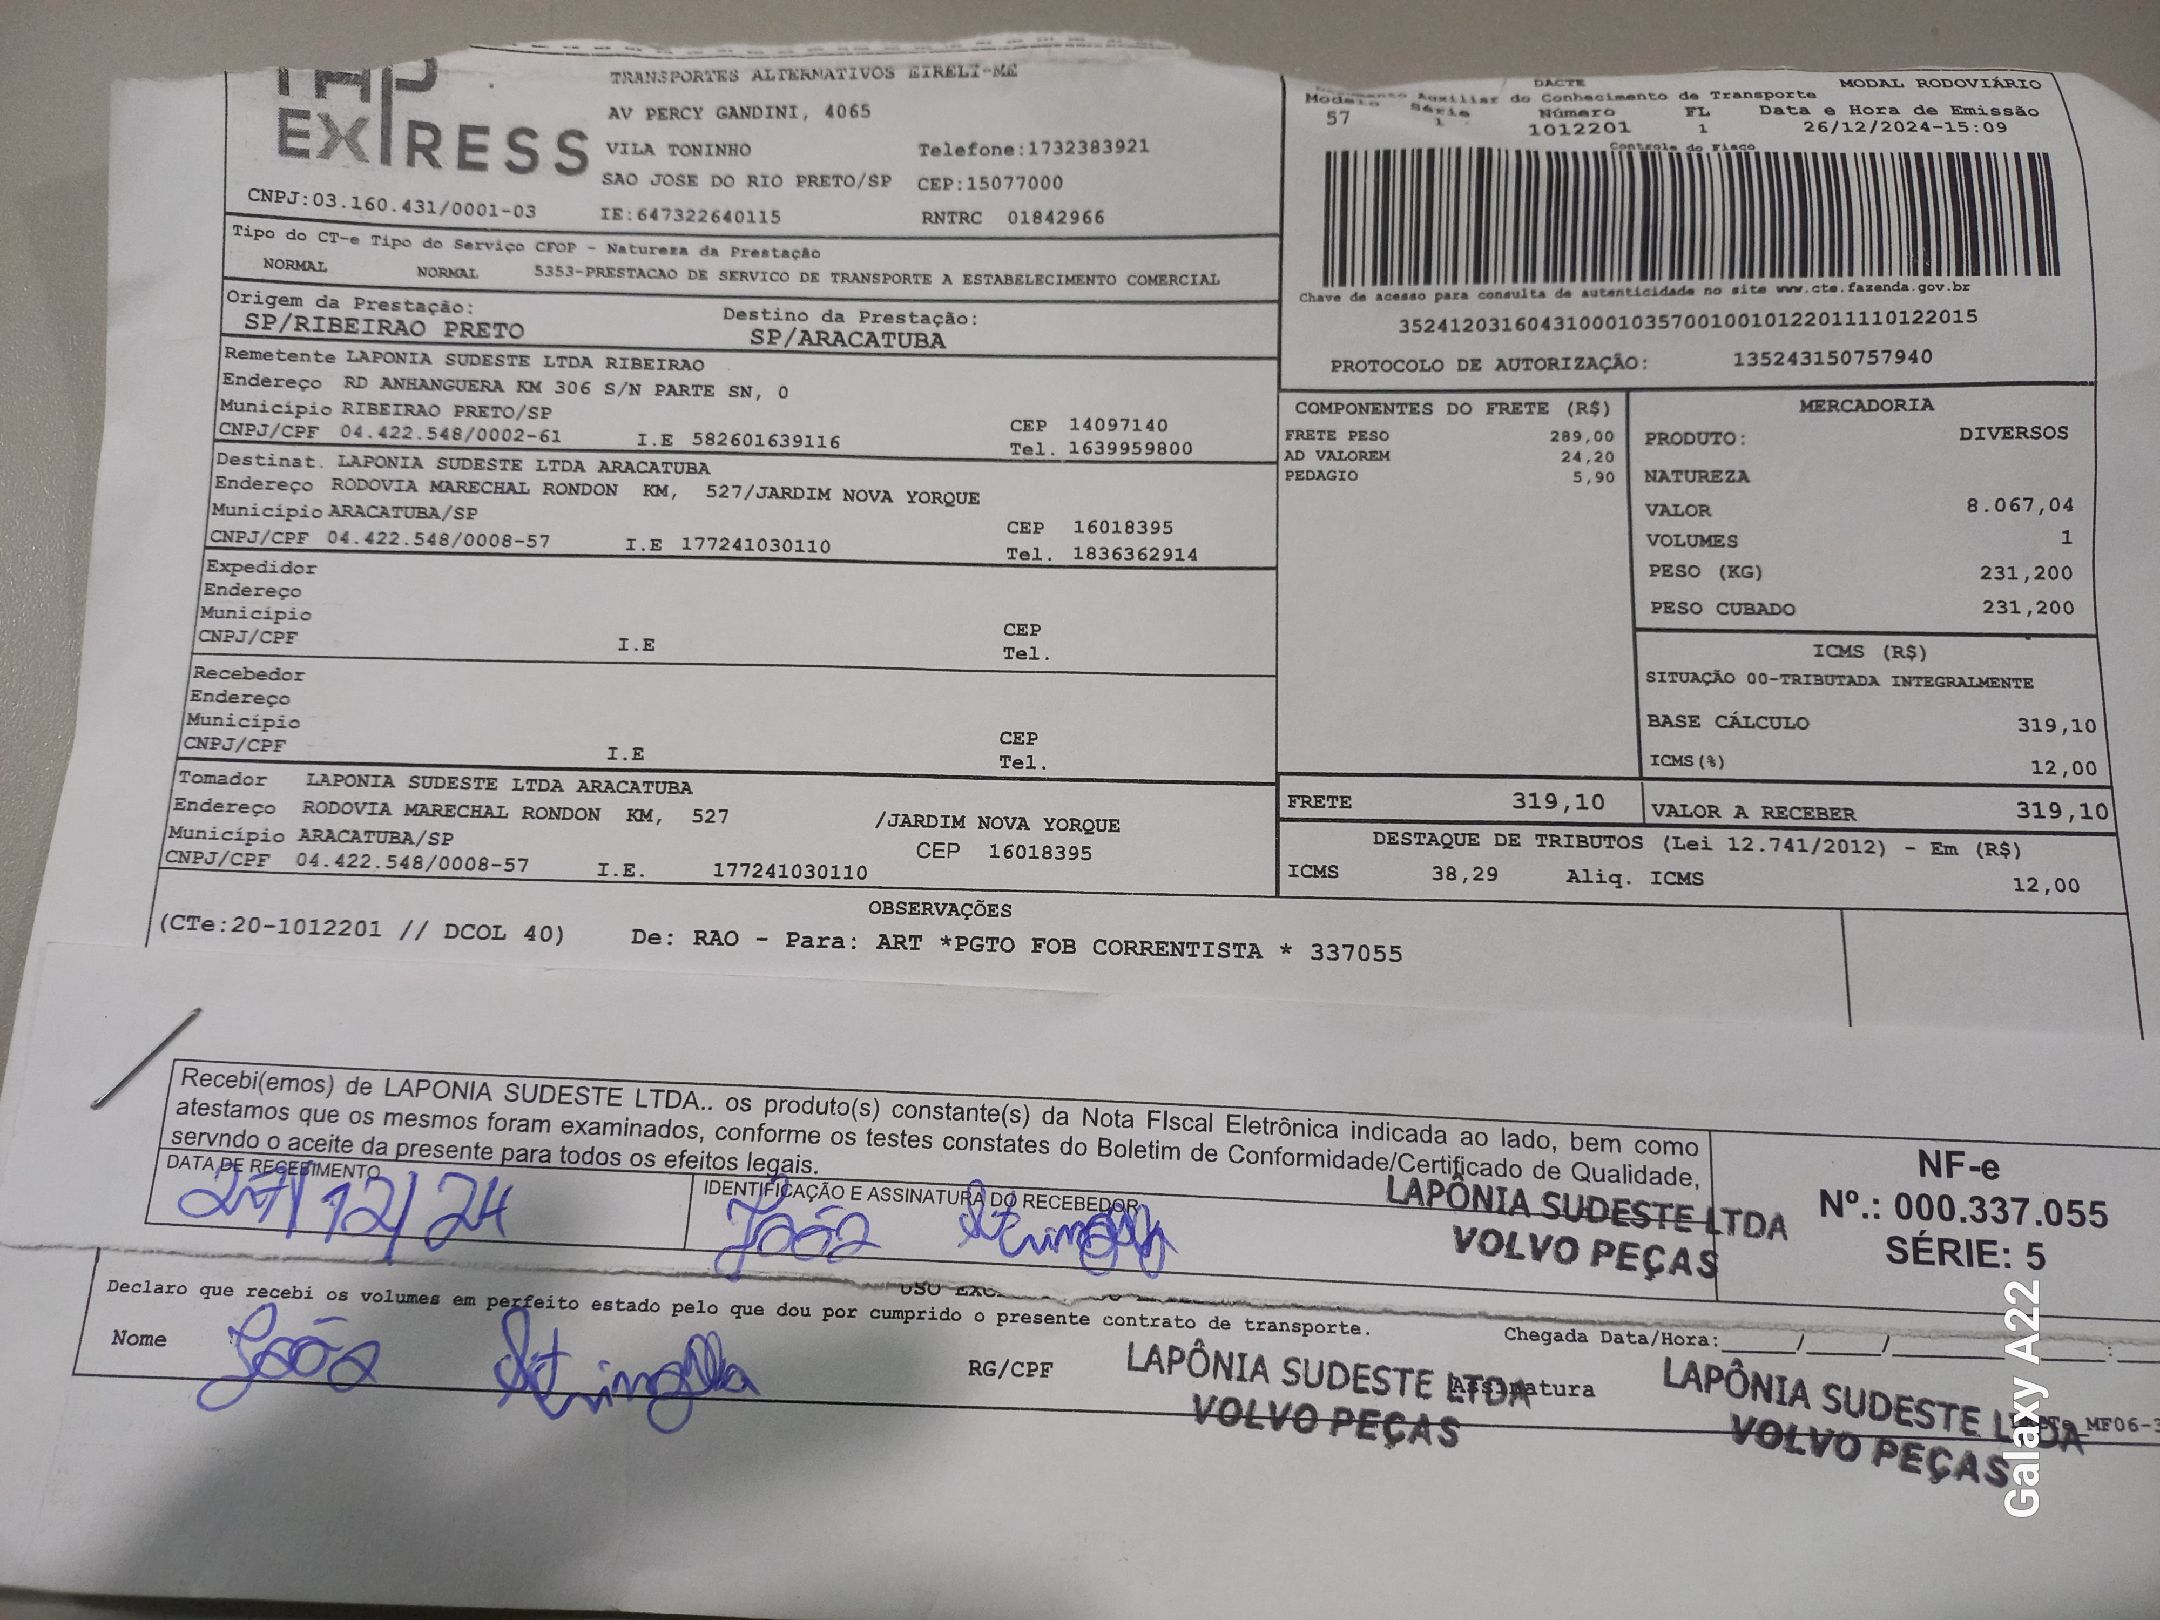 TAP
EXPRESS
TRANSPORTES ALTERNATIVOS EIRELI-ME
AV PERCY GANDINI, 4065
VILA TONINHO Telefone:1732383921
SAO JOSE DO RIO PRETO/SP CEP:15077000
CNPJ:03.160.431/0001-03 IE:647322640115 RNTRC 01842966
DACTE MODAL RODOVIÁRIO
Auxiliar do Conhecimento de Transporte
Modelo Série Número FL Data e Hora de Emissão
57 1 1012201 1 26/12/2024-15:09
Controle do Fisco
Chave de acesso para consulta de autenticidade no site www.cte.fazenda.gov.br
35241203160431000103570010010122011110122015
PROTOCOLO DE AUTORIZAÇÃO: 135243150757940
Tipo do CT-e Tipo do Serviço CFOP - Natureza da Prestação
NORMAL NORMAL 5353-PRESTACAO DE SERVICO DE TRANSPORTE A ESTABELECIMENTO COMERCIAL
Origem da Prestação: Destino da Prestação:
SP/RIBEIRAO PRETO SP/ARACATUBA
Remetente LAPONIA SUDESTE LTDA RIBEIRAO
Endereço RD ANHANGUERA KM 306 S/N PARTE SN, 0
Município RIBEIRAO PRETO/SP CEP 14097140
CNPJ/CPF 04.422.548/0002-61 I.E 582601639116 Tel. 1639959800
Destinat. LAPONIA SUDESTE LTDA ARACATUBA
Endereço RODOVIA MARECHAL RONDON KM, 527/JARDIM NOVA YORQUE
Município ARACATUBA/SP CEP 16018395
CNPJ/CPF 04.422.548/0008-57 I.E 177241030110 Tel. 1836362914
Expedidor
Endereço
Município CEP
CNPJ/CPF I.E Tel.
Recebedor
Endereço
Município CEP
CNPJ/CPF I.E Tel.
Tomador LAPONIA SUDESTE LTDA ARACATUBA
Endereço RODOVIA MARECHAL RONDON KM, 527 /JARDIM NOVA YORQUE
Município ARACATUBA/SP CEP 16018395
CNPJ/CPF 04.422.548/0008-57 I.E. 177241030110
COMPONENTES DO FRETE (R$)
FRETE PESO 289,00
AD VALOREM 24,20
PEDAGIO 5,90
MERCADORIA
PRODUTO: DIVERSOS
NATUREZA
VALOR 8.067,04
VOLUMES 1
PESO (KG) 231,200
PESO CUBADO 231,200
ICMS (R$)
SITUAÇÃO 00-TRIBUTADA INTEGRALMENTE
BASE CÁLCULO 319,10
ICMS(%) 12,00
FRETE 319,10 VALOR A RECEBER 319,10
DESTAQUE DE TRIBUTOS (Lei 12.741/2012) - Em (R$)
ICMS 38,29 Aliq. ICMS 12,00
OBSERVAÇÕES
(CTe:20-1012201 // DCOL 40) De: RAO - Para: ART *PGTO FOB CORRENTISTA * 337055
Recebi(emos) de LAPONIA SUDESTE LTDA.. os produto(s) constante(s) da Nota FIscal Eletrônica indicada ao lado, bem como
atestamos que os mesmos foram examinados, conforme os testes constates do Boletim de Conformidade/Certificado de Qualidade,
servndo o aceite da presente para todos os efeitos legais.
DATA DE RECEBIMENTO IDENTIFICAÇÃO E ASSINATURA DO RECEBEDOR
27/12/24 João
LAPÔNIA SUDESTE LTDA
VOLVO PEÇAS
NF-e
Nº.: 000.337.055
SÉRIE: 5
Declaro que recebi os volumes em perfeito estado pelo que dou por cumprido o presente contrato de transporte.
Chegada Data/Hora:____/____/
Nome João RG/CPF Assinatura
LAPÔNIA SUDESTE LTDA
VOLVO PEÇAS
LAPÔNIA SUDESTE LTDA
VOLVO PEÇAS
Galaxy A22